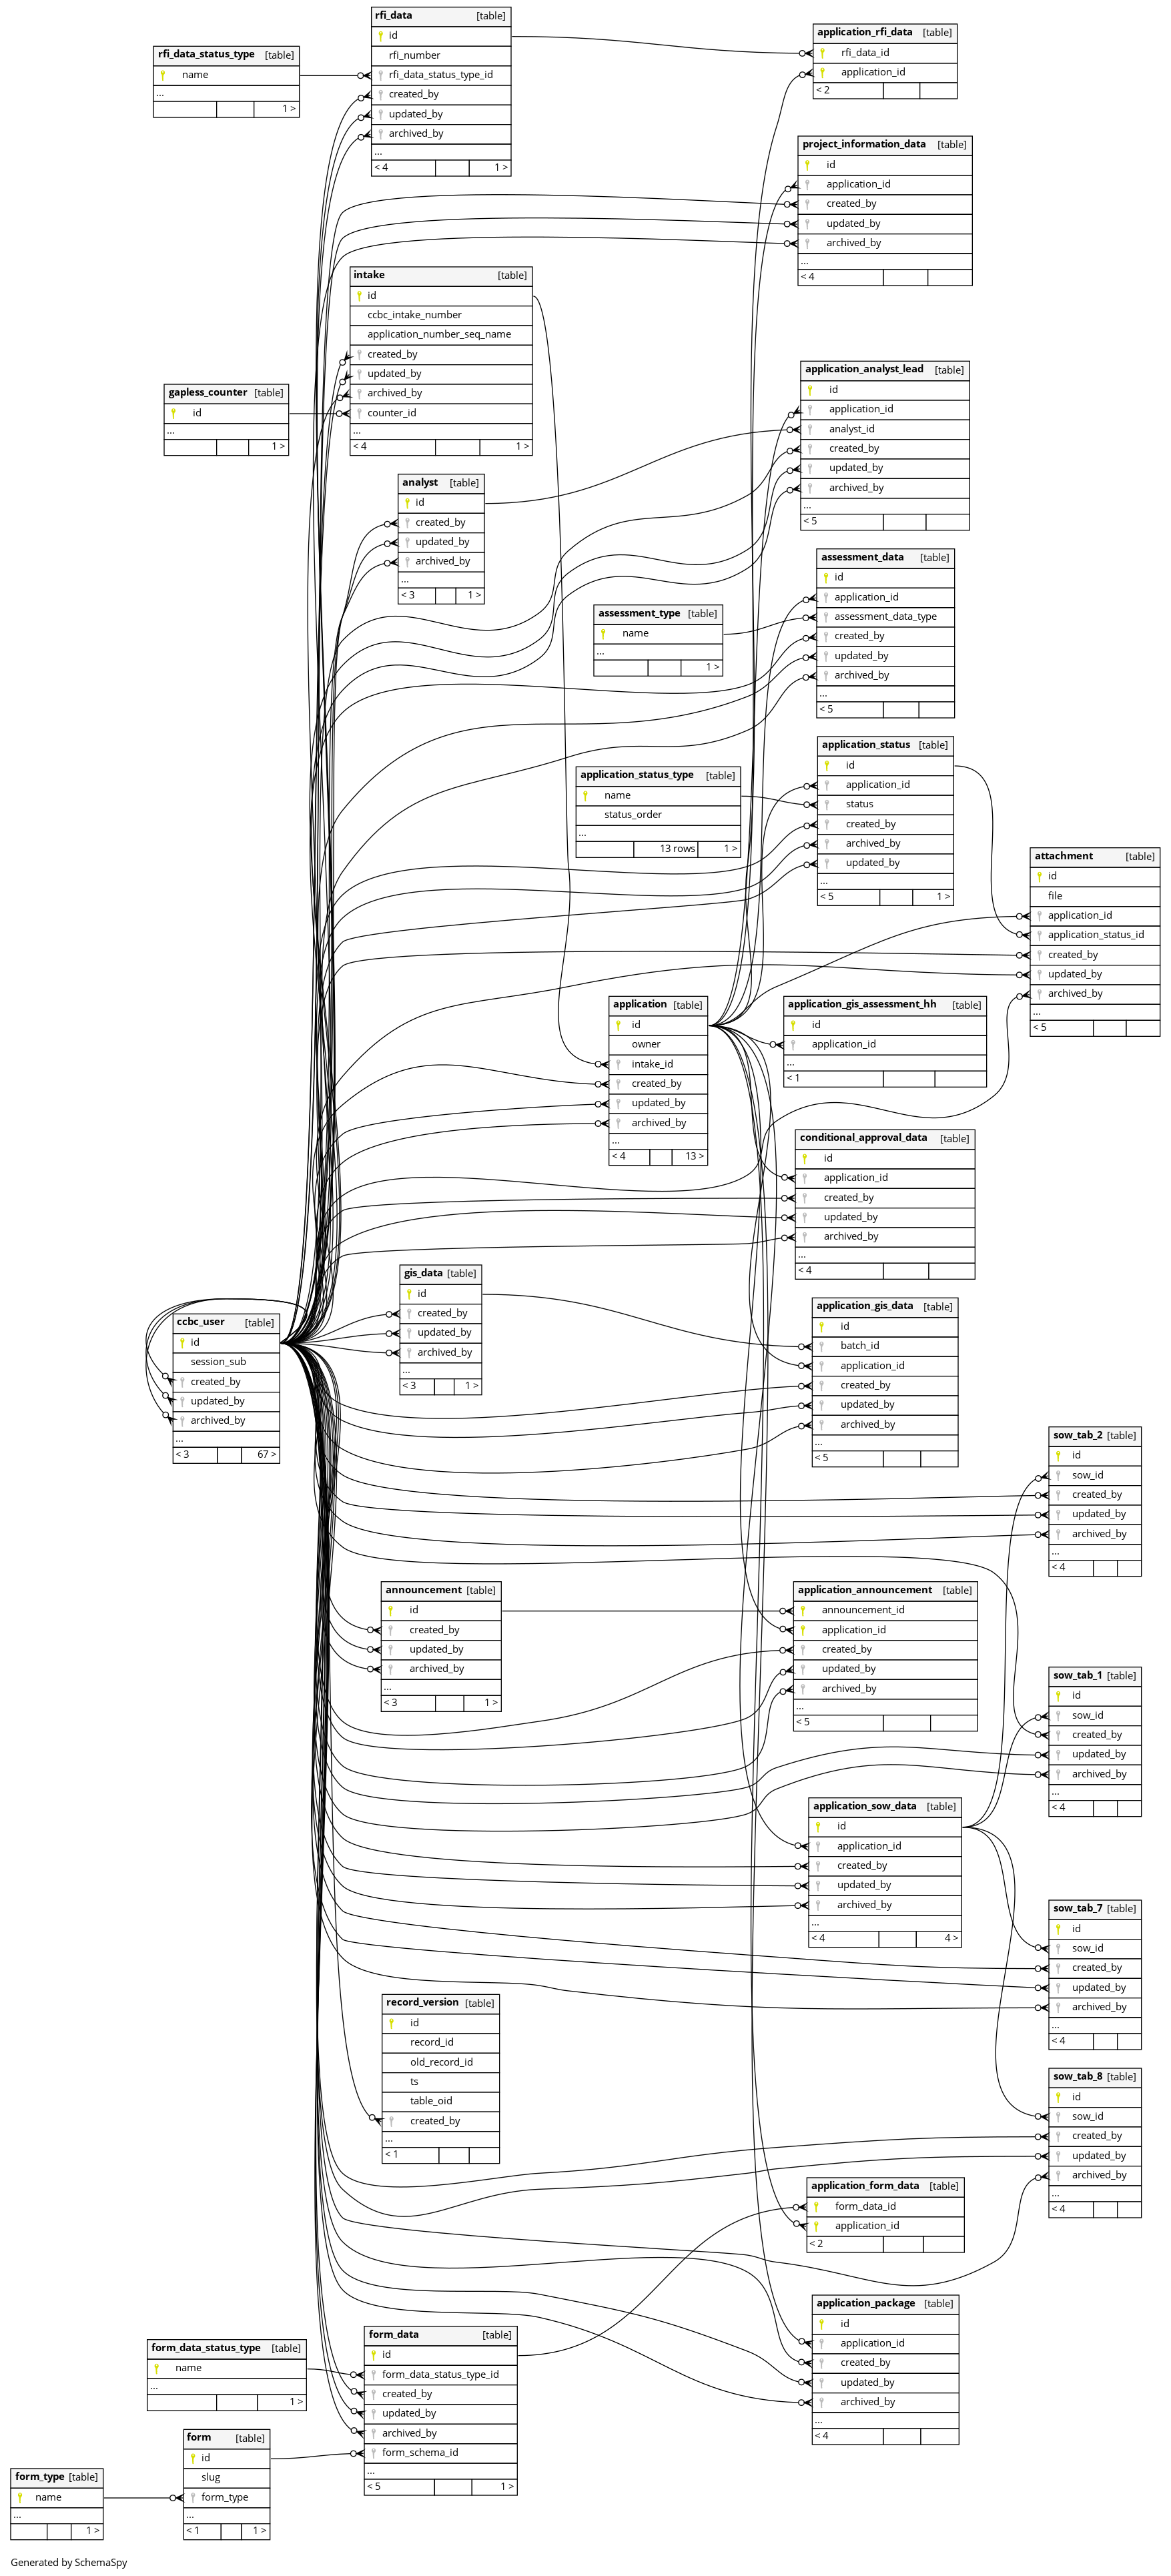 rfi_data [table]
id
rfi_number
rfi_data_status_type_id
created_by
updated_by
archived_by
...
< 4 1 >
application_rfi_data [table]
rfi_data_id
application_id
< 2
rfi_data_status_type [table]
name
...
1 >
project_information_data [table]
id
application_id
created_by
updated_by
archived_by
...
< 4
intake [table]
id
ccbc_intake_number
application_number_seq_name
created_by
updated_by
archived_by
counter_id
...
< 4 1 >
gapless_counter [table]
id
...
1 >
application_analyst_lead [table]
id
application_id
analyst_id
created_by
updated_by
archived_by
...
< 5
analyst [table]
id
created_by
updated_by
archived_by
...
< 3 1 >
assessment_data [table]
id
application_id
assessment_data_type
created_by
updated_by
archived_by
...
< 5
assessment_type [table]
name
...
1 >
application_status [table]
id
application_id
status
created_by
archived_by
updated_by
...
< 5 1 >
application_status_type [table]
name
status_order
...
13 rows 1 >
attachment [table]
id
file
application_id
application_status_id
created_by
updated_by
archived_by
...
< 5
application [table]
id
owner
intake_id
created_by
updated_by
archived_by
...
< 4 13 >
application_gis_assessment_hh [table]
id
application_id
...
< 1
conditional_approval_data [table]
id
application_id
created_by
updated_by
archived_by
...
< 4
gis_data [table]
id
created_by
updated_by
archived_by
...
< 3 1 >
ccbc_user [table]
id
session_sub
created_by
updated_by
archived_by
...
< 3 67 >
application_gis_data [table]
id
batch_id
application_id
created_by
updated_by
archived_by
...
< 5
sow_tab_2 [table]
id
sow_id
created_by
updated_by
archived_by
...
< 4
announcement [table]
id
created_by
updated_by
archived_by
...
< 3 1 >
application_announcement [table]
announcement_id
application_id
created_by
updated_by
archived_by
...
< 5
sow_tab_1 [table]
id
sow_id
created_by
updated_by
archived_by
...
< 4
application_sow_data [table]
id
application_id
created_by
updated_by
archived_by
...
< 4 4 >
sow_tab_7 [table]
id
sow_id
created_by
updated_by
archived_by
...
< 4
record_version [table]
id
record_id
old_record_id
ts
table_oid
created_by
...
< 1
sow_tab_8 [table]
id
sow_id
created_by
updated_by
archived_by
...
< 4
application_form_data [table]
form_data_id
application_id
< 2
application_package [table]
id
application_id
created_by
updated_by
archived_by
...
< 4
form_data [table]
id
form_data_status_type_id
created_by
updated_by
archived_by
form_schema_id
...
< 5 1 >
form_data_status_type [table]
name
...
1 >
form [table]
id
slug
form_type
...
< 1 1 >
form_type [table]
name
...
1 >
Generated by SchemaSpy